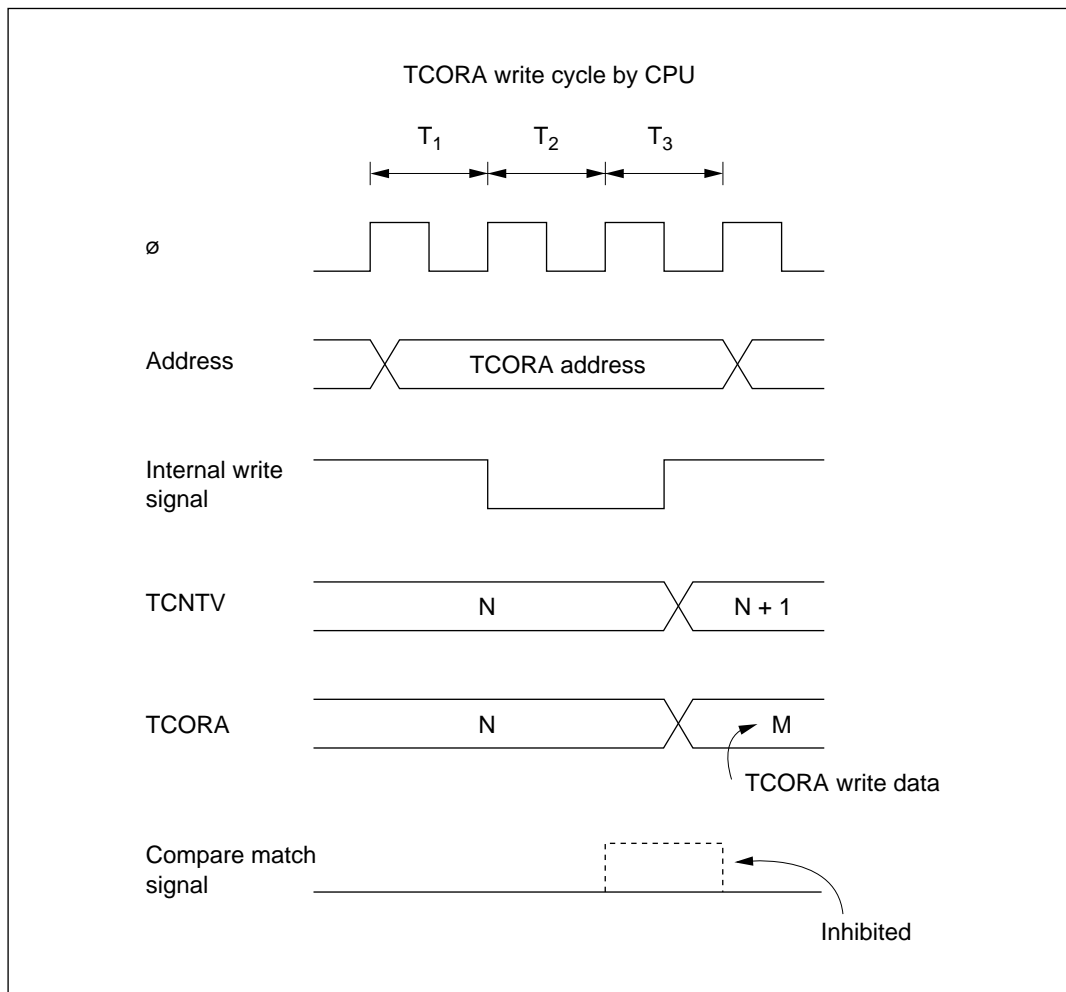 TCORA write cycle by CPU
T1 T2 T3
ø
Address
TCORA address
Internal write
signal
TCNTV
N
N + 1
TCORA
N
M
TCORA write data
Compare match
signal
Inhibited